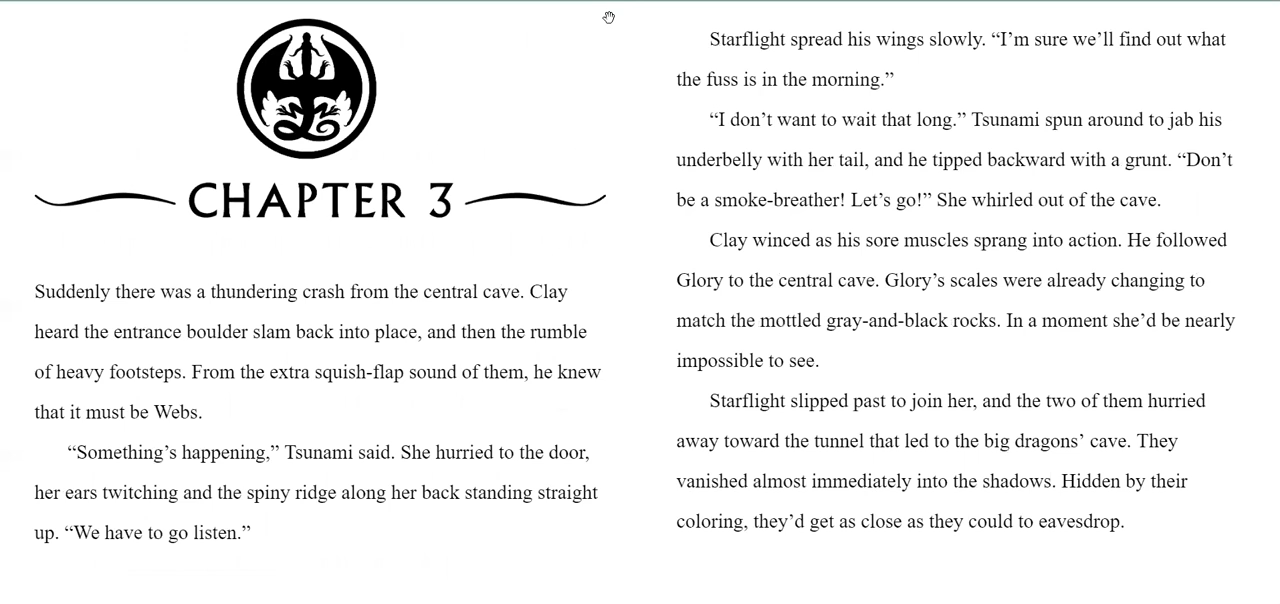 CHAPTER 3
Suddenly there was a thundering crash from the central cave. Clay
heard the entrance boulder slam back into place, and then the rumble
of heavy footsteps. From the extra squish-flap sound of them, he knew
that it must be Webs.
“Something’s happening,” Tsunami said. She hurried to the door,
her ears twitching and the spiny ridge along her back standing straight
up. “We have to go listen.”
Starflight spread his wings slowly. “I’m sure we’ll find out what
the fuss is in the morning.”
“I don’t want to wait that long.” Tsunami spun around to jab his
underbelly with her tail, and he tipped backward with a grunt. “Don’t
be a smoke-breather! Let’s go!” She whirled out of the cave.
Clay winced as his sore muscles sprang into action. He followed
Glory to the central cave. Glory’s scales were already changing to
match the mottled gray-and-black rocks. In a moment she’d be nearly
impossible to see.
Starflight slipped past to join her, and the two of them hurried
away toward the tunnel that led to the big dragons’ cave. They
vanished almost immediately into the shadows. Hidden by their
coloring, they’d get as close as they could to eavesdrop.